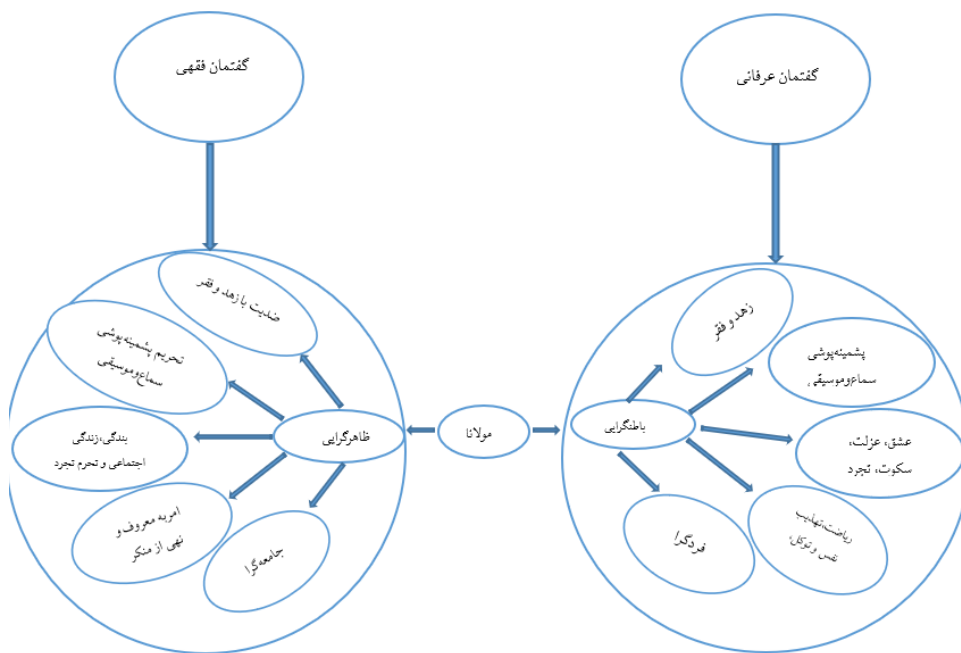 گفتمان عرفانی
گفتمان فقهی
زهد و فقر
پشمینه‌پوشی
سماع‌وموسیقی
باطنگرایی
عشق، عزلت،
سکوت، تجرد
ریاضت،تهذیب
نفس و توکل،
فردگرا
مولانا
ضدیت با زهد و فقر
تحریم پشمینه‌پوشی
سماع‌وموسیقی
ظاهرگرایی
بندگی،زندگی
اجتماعی و تحرم تجرد
امر به معروف و
نهی از منکر
جامعه‌گرا